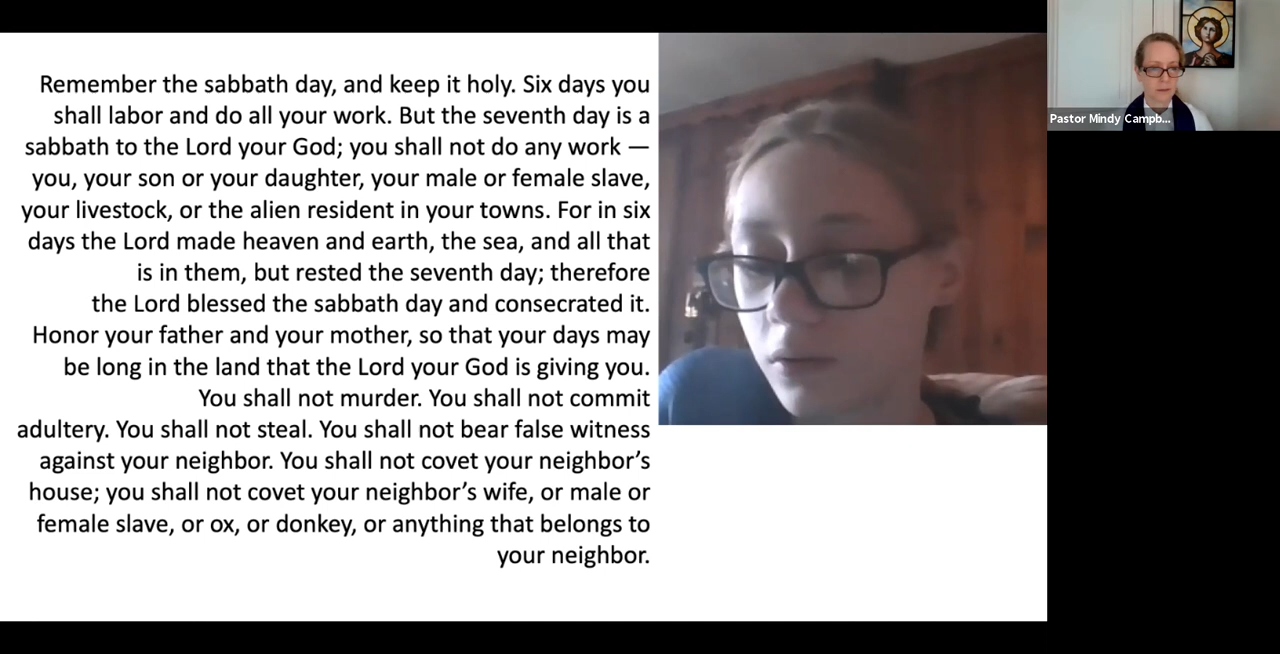 Remember the sabbath day, and keep it holy. Six days you
shall labor and do all your work. But the seventh day is a
sabbath to the Lord your God; you shall not do any work —
you, your son or your daughter, your male or female slave,
your livestock, or the alien resident in your towns. For in six
days the Lord made heaven and earth, the sea, and all that
is in them, but rested the seventh day; therefore
the Lord blessed the sabbath day and consecrated it.
Honor your father and your mother, so that your days may
be long in the land that the Lord your God is giving you.
You shall not murder. You shall not commit
adultery. You shall not steal. You shall not bear false witness
against your neighbor. You shall not covet your neighbor’s
house; you shall not covet your neighbor’s wife, or male or
female slave, or ox, or donkey, or anything that belongs to
your neighbor.
Pastor Mindy Campb...